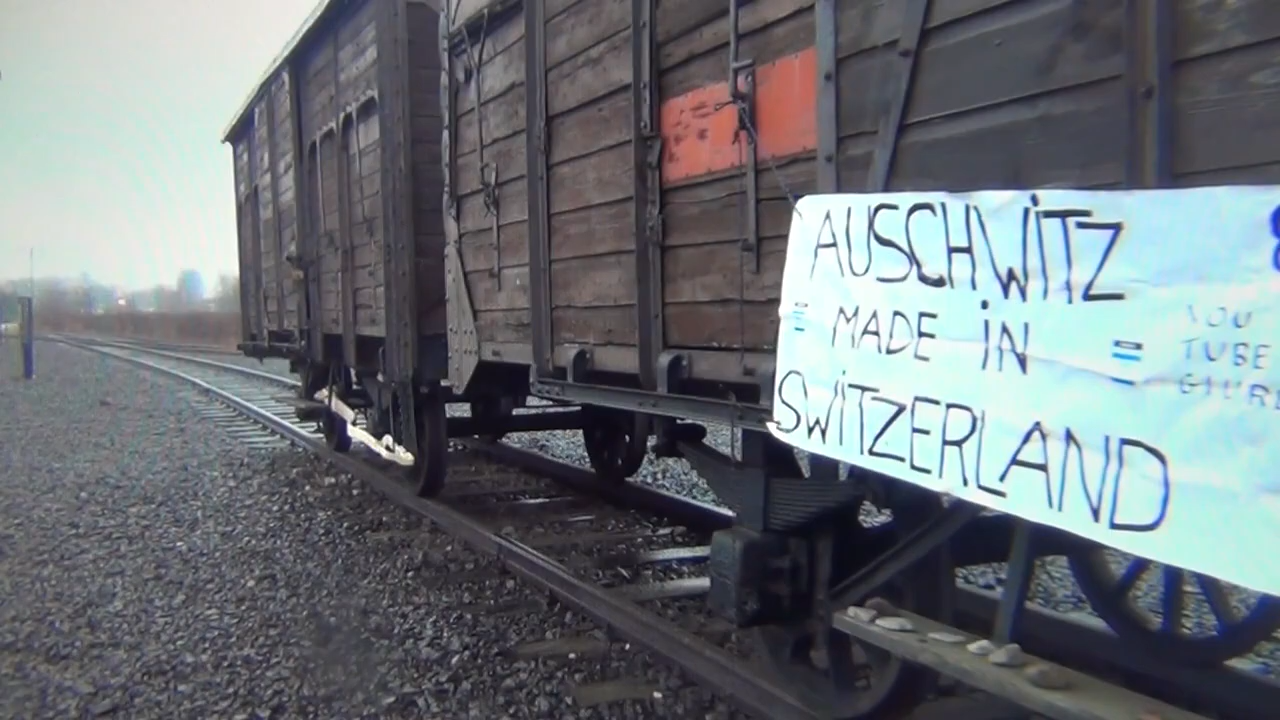 AUSCHWITZ
= MADE IN =
SWITZERLAND
YOU
TUBE